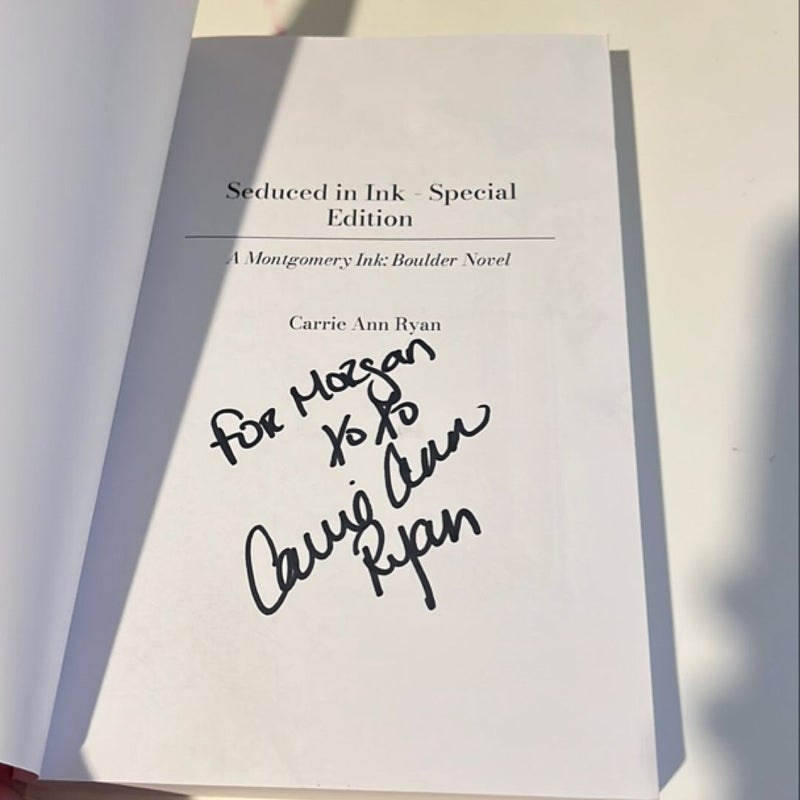 Seduced in Ink - Special
Edition
A Montgomery Ink: Boulder Novel
Carrie Ann Ryan
FOR Morgan
XoXo
Carrie Ann
Ryan